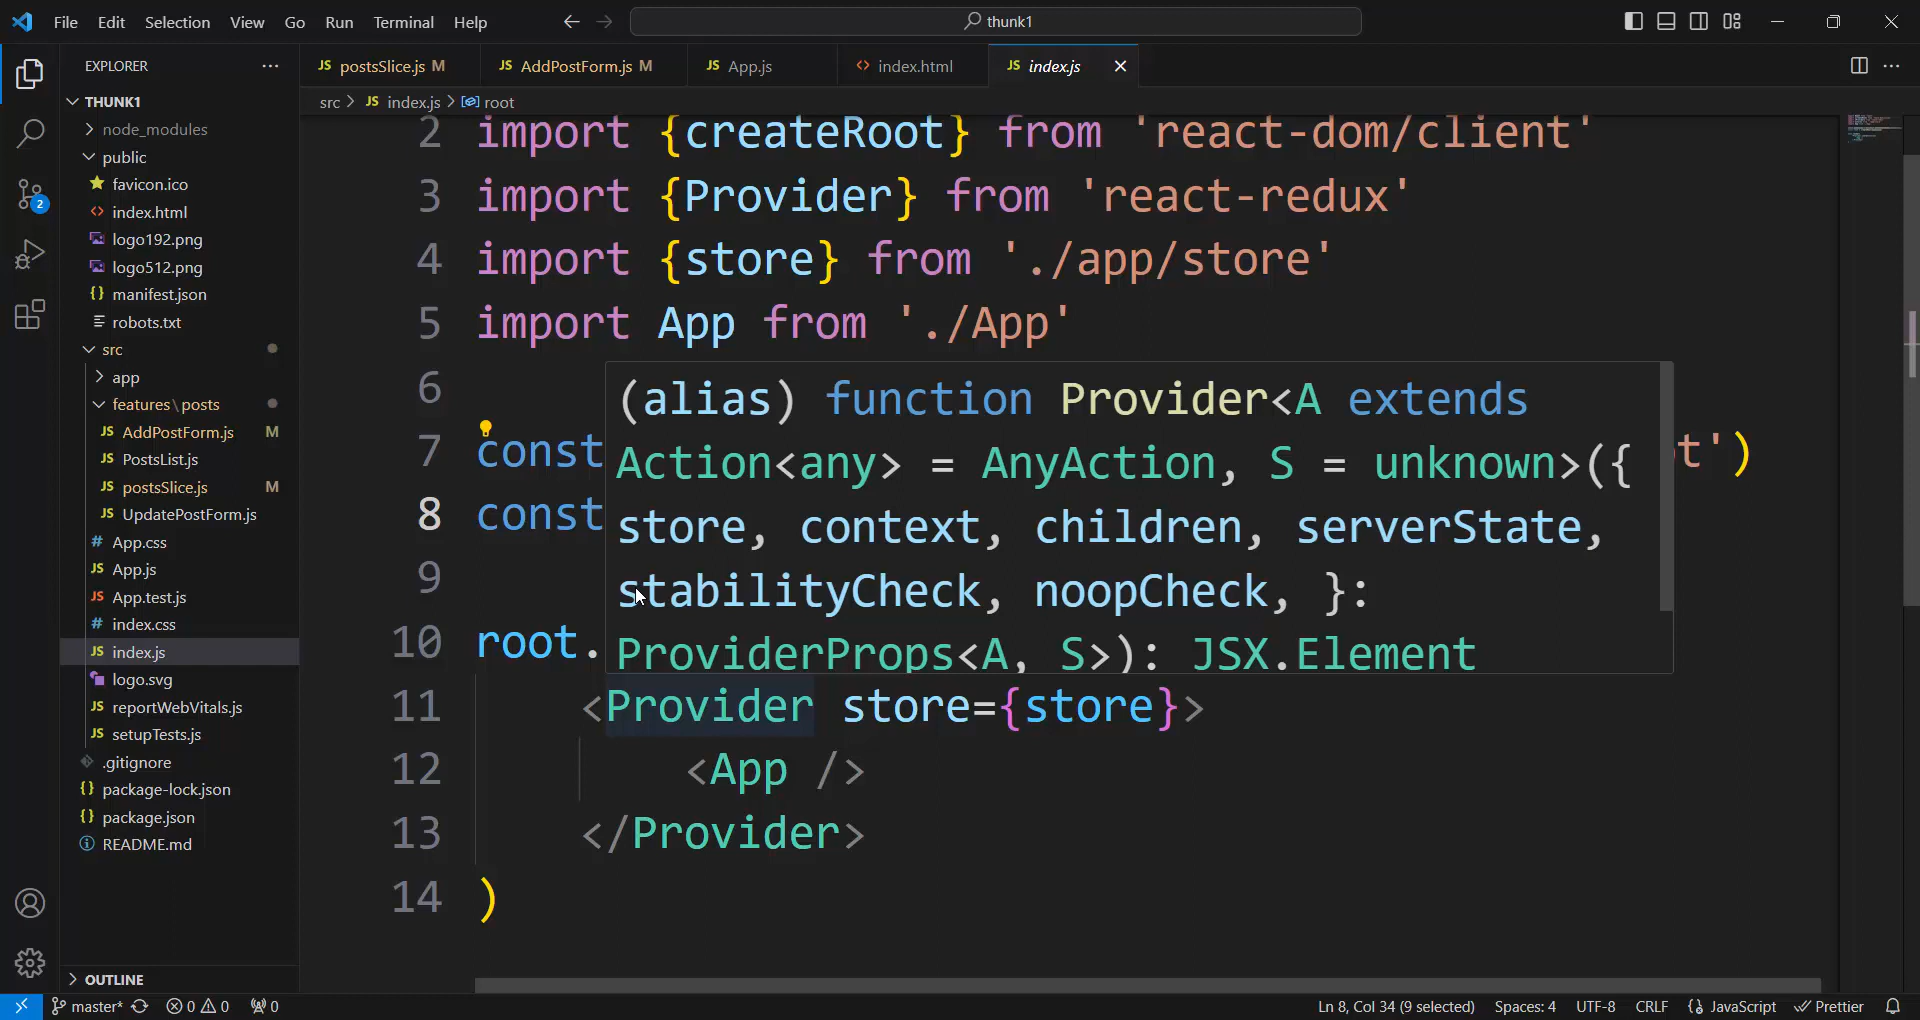 File Edit Selection View Go Run Terminal Help
thunk1
EXPLORER
THUNK1
node_modules
public
favicon.ico
index.html
logo192.png
logo512.png
manifest.json
robots.txt
src
app
features\posts
AddPostForm.js M
PostsList.js
postsSlice.js M
UpdatePostForm.js
App.css
App.js
App.test.js
index.css
index.js
logo.svg
reportWebVitals.js
setupTests.js
.gitignore
package-lock.json
package.json
README.md
OUTLINE
2
JS postsSlice.js M JS AddPostForm.js M JS App.js index.html JS index.js
src > JS index.js > root
2 import {createRoot} from 'react-dom/client'
3 import {Provider} from 'react-redux'
4 import {store} from './app/store'
5 import App from './App'
6
7 const t')
8 const
9
10 root.
11 <Provider store={store}>
12 <App />
13 </Provider>
14 )
(alias) function Provider<A extends
Action<any> = AnyAction, S = unknown>({
store, context, children, serverState,
stabilityCheck, noopCheck, }:
ProviderProps<A, S>): JSX.Element
master* 0 0 0 Ln 8, Col 34 (9 selected) Spaces: 4 UTF-8 CRLF JavaScript Prettier